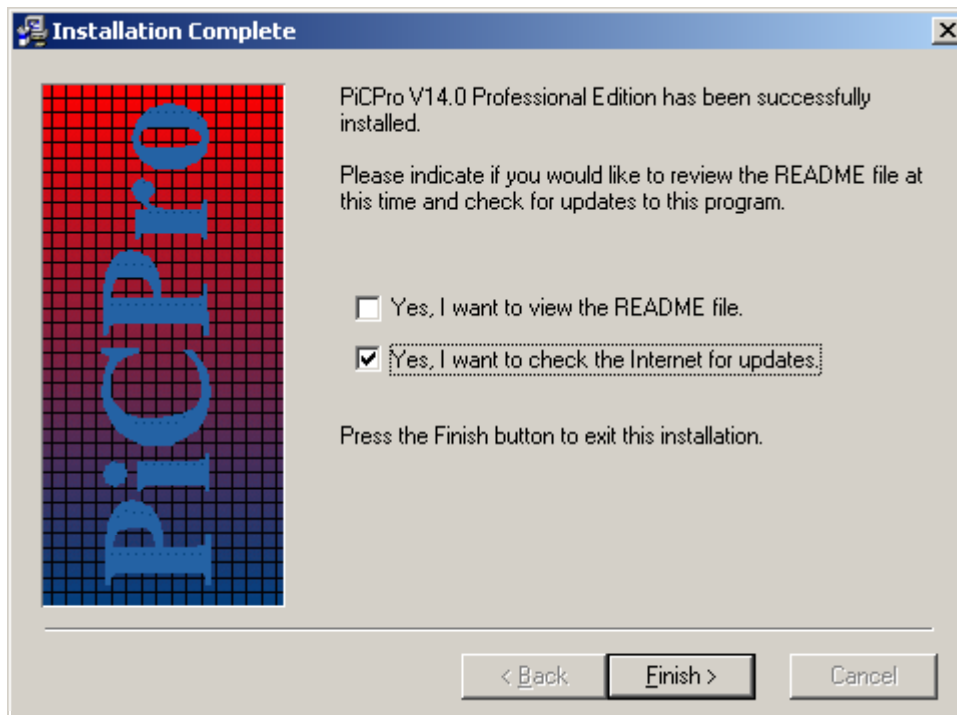 Installation Complete
PiCPro
PiCPro V14.0 Professional Edition has been successfully
installed.
Please indicate if you would like to review the README file at
this time and check for updates to this program.
Yes, I want to view the README file.
Yes, I want to check the Internet for updates.
Press the Finish button to exit this installation.
< Back
Finish >
Cancel